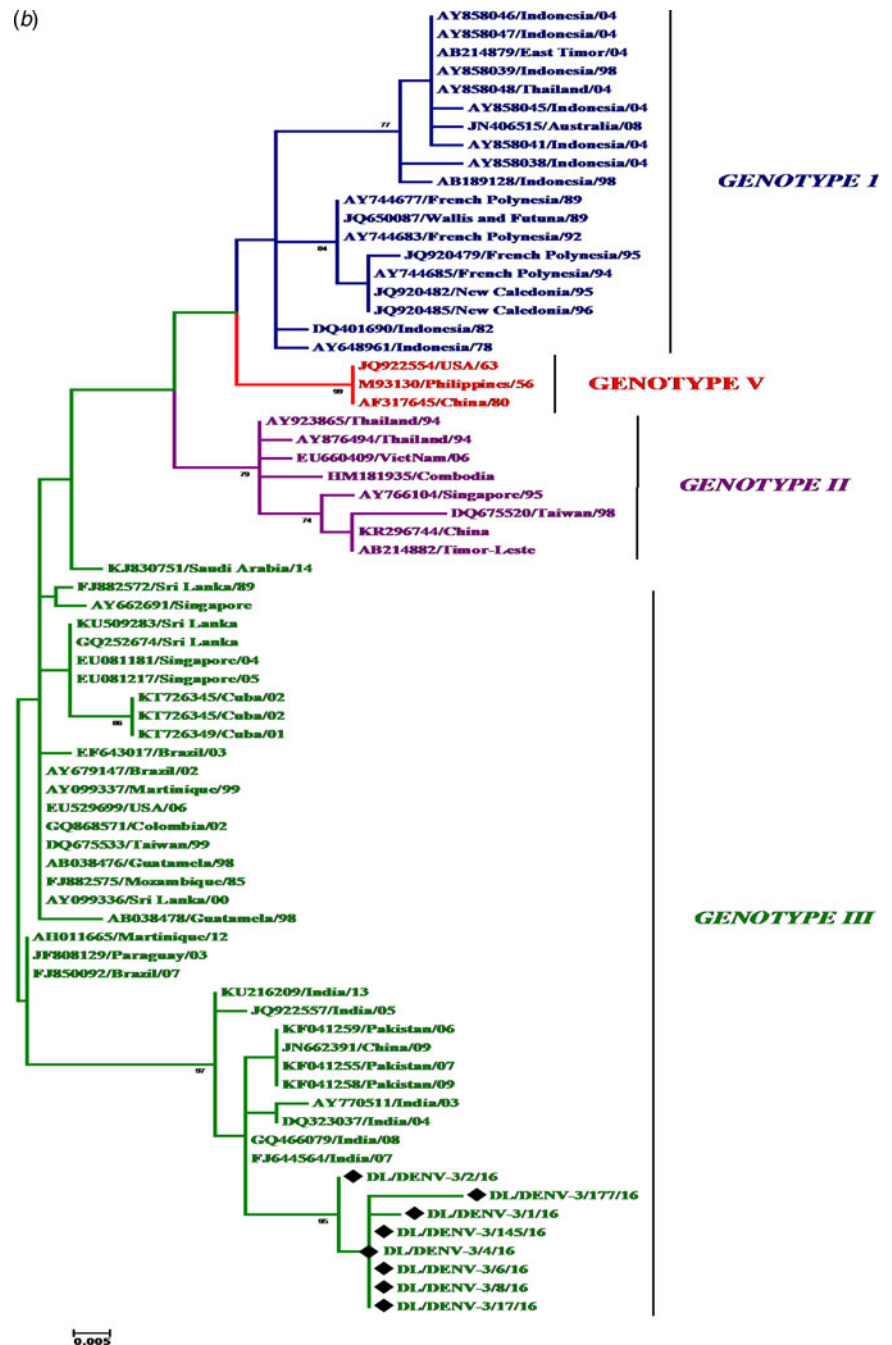 (b)
AY858046/Indonesia/04
AY858047/Indonesia/04
AB214879/East Timor/04
AY858039/Indonesia/98
AY858048/Thailand/04
AY858045/Indonesia/04
JN406515/Australia/08
77
AY858041/Indonesia/04
AY858038/Indonesia/04
AB189128/Indonesia/98
GENOTYPE 1
AY744677/French Polynesia/89
JQ650087/Wallis and Futuna/89
AY744683/French Polynesia/92
84
JQ920479/French Polynesia/95
AY744685/French Polynesia/94
JQ920482/New Caledonia/95
JQ920485/New Caledonia/96
DQ401690/Indonesia/82
AY648961/Indonesia/78
JQ922554/USA/63
M93130/Philippines/56
GENOTYPE V
99
AF317645/China/80
AY923865/Thailand/94
AY876494/Thailand/94
EU660409/VietNam/06
79
HM181935/Combodia
GENOTYPE II
AY766104/Singapore/95
DQ675520/Taiwan/98
74
KR296744/China
AB214882/Timor-Leste
KJ830751/Saudi Arabia/14
FJ882572/Sri Lanka/89
AY662691/Singapore
KU509283/Sri Lanka
GQ252674/Sri Lanka
EU081181/Singapore/04
EU081217/Singapore/05
KT726345/Cuba/02
86
KT726345/Cuba/02
KT726349/Cuba/01
EF643017/Brazil/03
AY679147/Brazil/02
AY099337/Martinique/99
EU529699/USA/06
GQ868571/Colombia/02
DQ675533/Taiwan/99
AB038476/Guatamela/98
FJ882575/Mozambique/85
AY099336/Sri Lanka/00
AB038478/Guatamela/98
GENOTYPE III
AH011665/Martinique/12
JF808129/Paraguay/03
FJ850092/Brazil/07
KU216209/India/13
JQ922557/India/05
KF041259/Pakistan/06
JN662391/China/09
KF041255/Pakistan/07
97
KF041258/Pakistan/09
AY770511/India/03
DQ323037/India/04
GQ466079/India/08
FJ644564/India/07
DL/DENV-3/2/16
DL/DENV-3/177/16
DL/DENV-3/1/16
95
DL/DENV-3/145/16
DL/DENV-3/4/16
DL/DENV-3/6/16
DL/DENV-3/8/16
DL/DENV-3/17/16
0.005